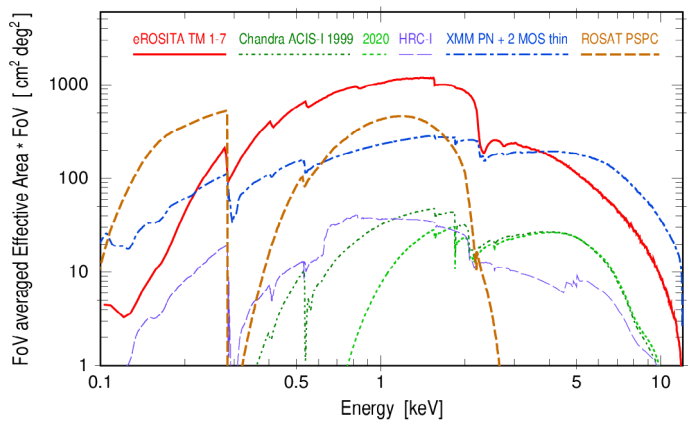 eROSITA TM 1-7 Chandra ACIS-I 1999 2020 HRC-I XMM PN + 2 MOS thin ROSAT PSPC
FoV averaged Effective Area * FoV [ cm² deg² ]
1000
100
10
1
0.1 0.5 1 5 10
Energy [keV]